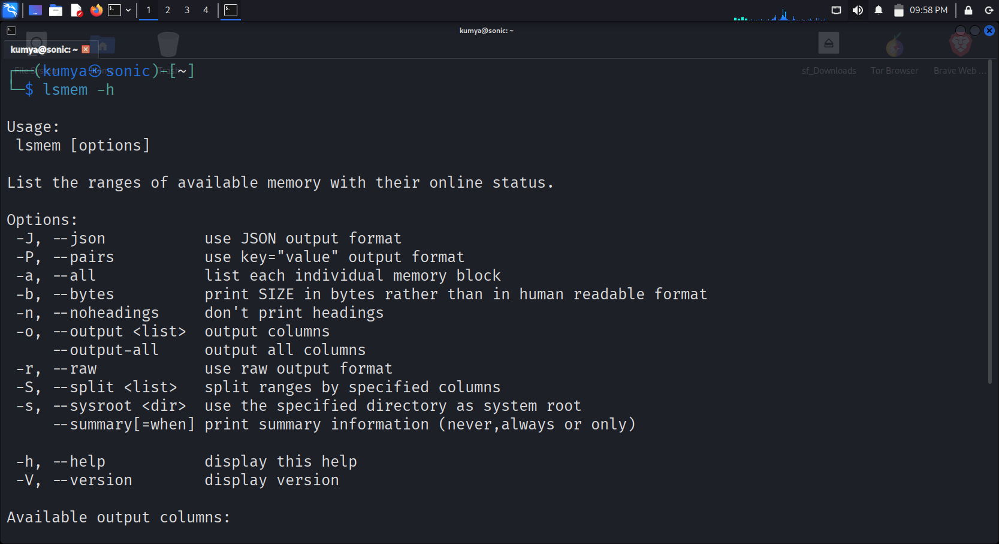 1 2 3 4 09:58 PM
kumya@sonic: ~
kumya@sonic: ~
File System Home Trash sf_Downloads Tor Browser Brave Web ...
(kumya㉿sonic)-[~]
$ lsmem -h
Usage:
lsmem [options]
List the ranges of available memory with their online status.
Options:
-J, --json use JSON output format
-P, --pairs use key="value" output format
-a, --all list each individual memory block
-b, --bytes print SIZE in bytes rather than in human readable format
-n, --noheadings don't print headings
-o, --output <list> output columns
--output-all output all columns
-r, --raw use raw output format
-S, --split <list> split ranges by specified columns
-s, --sysroot <dir> use the specified directory as system root
--summary[=when] print summary information (never,always or only)
-h, --help display this help
-V, --version display version
Available output columns: